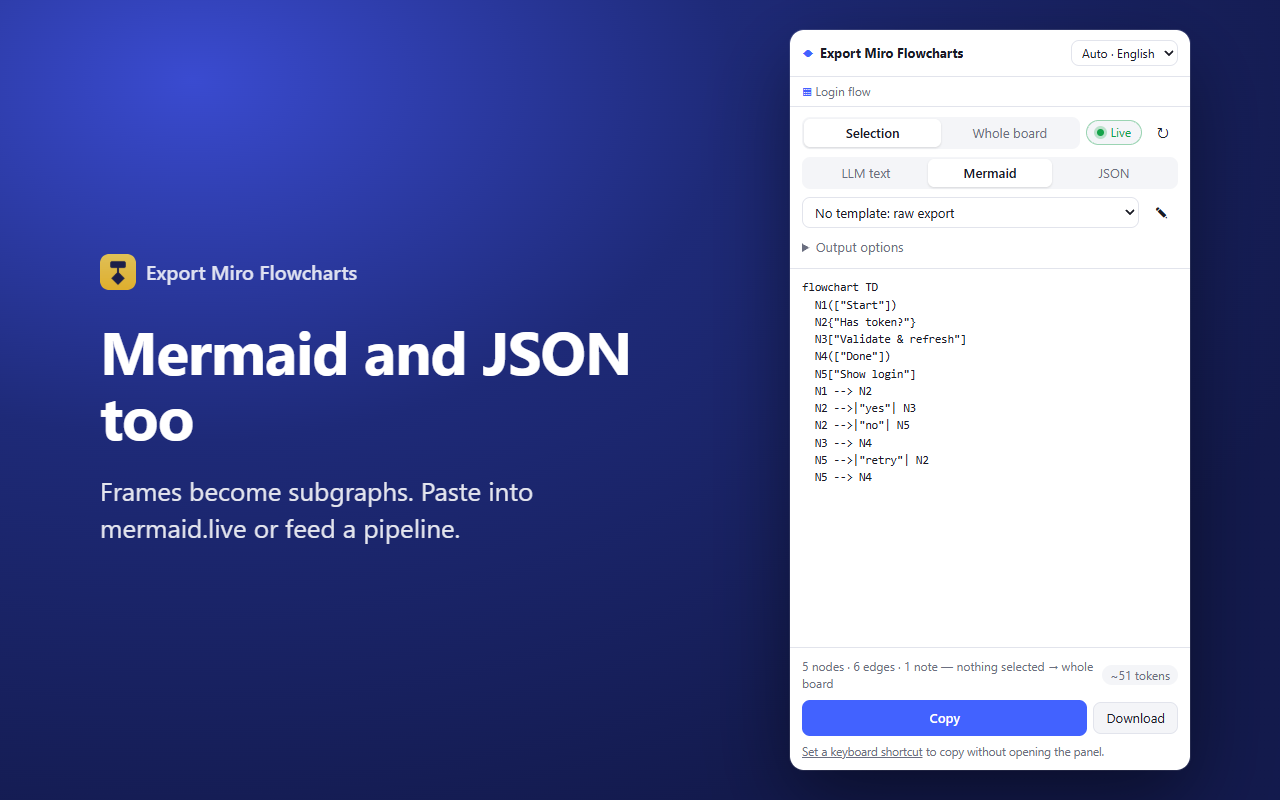 Export Miro Flowcharts
Mermaid and JSON
too
Frames become subgraphs. Paste into
mermaid.live or feed a pipeline.
Export Miro Flowcharts
Auto · English
Login flow
Selection
Whole board
Live
LLM text
Mermaid
JSON
No template: raw export
Output options
flowchart TD
  N1(["Start"])
  N2{"Has token?"}
  N3["Validate & refresh"]
  N4(["Done"])
  N5["Show login"]
  N1 --> N2
  N2 -->|"yes"| N3
  N2 -->|"no"| N5
  N3 --> N4
  N5 -->|"retry"| N2
  N5 --> N4
5 nodes · 6 edges · 1 note — nothing selected → whole
board
~51 tokens
Copy
Download
Set a keyboard shortcut to copy without opening the panel.